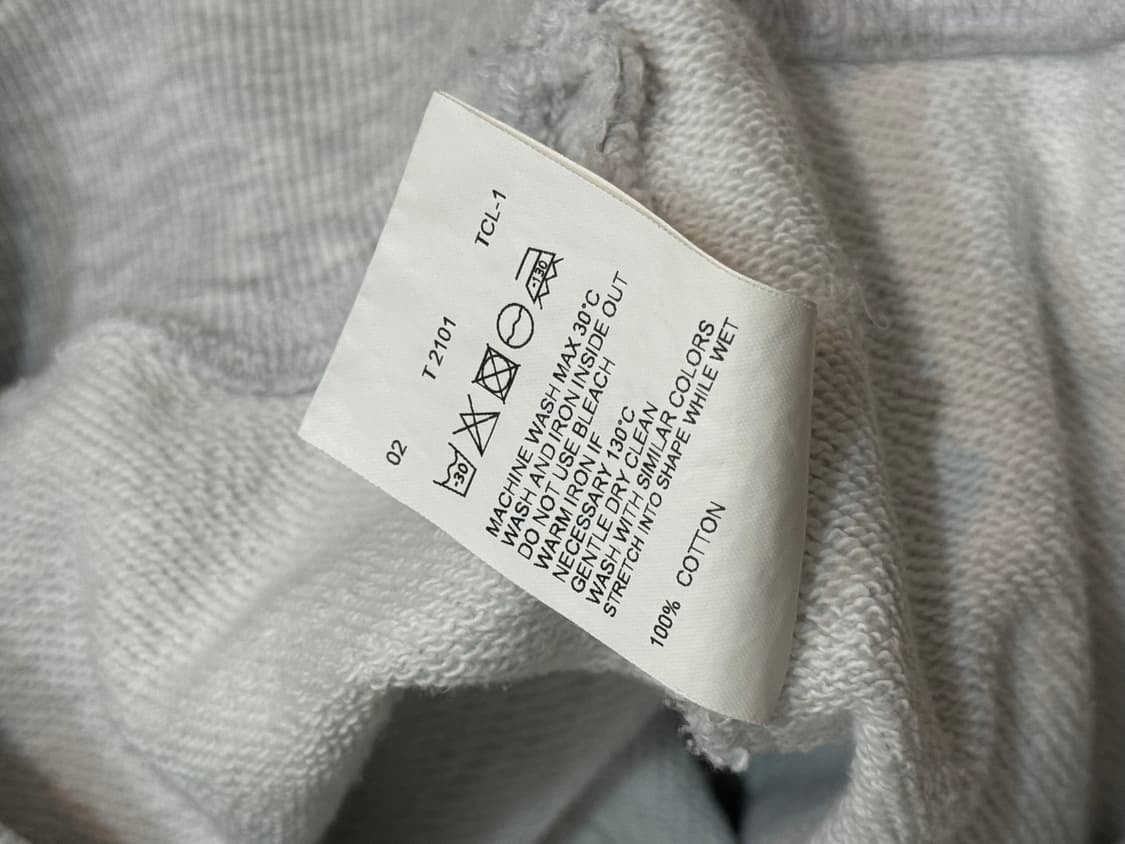 02 T 2101 TCL-1
-30 -130
MACHINE WASH MAX 30°C
WASH AND IRON INSIDE OUT
DO NOT USE BLEACH
WARM IRON IF
NECESSARY 130°C
GENTLE DRY CLEAN
WASH WITH SIMILAR COLORS
STRETCH INTO SHAPE WHILE WET
100% COTTON